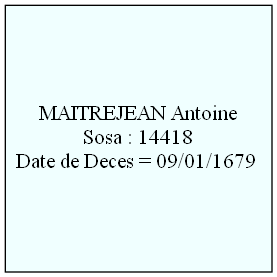 MAITREJEAN Antoine
Sosa : 14418
Date de Deces = 09/01/1679